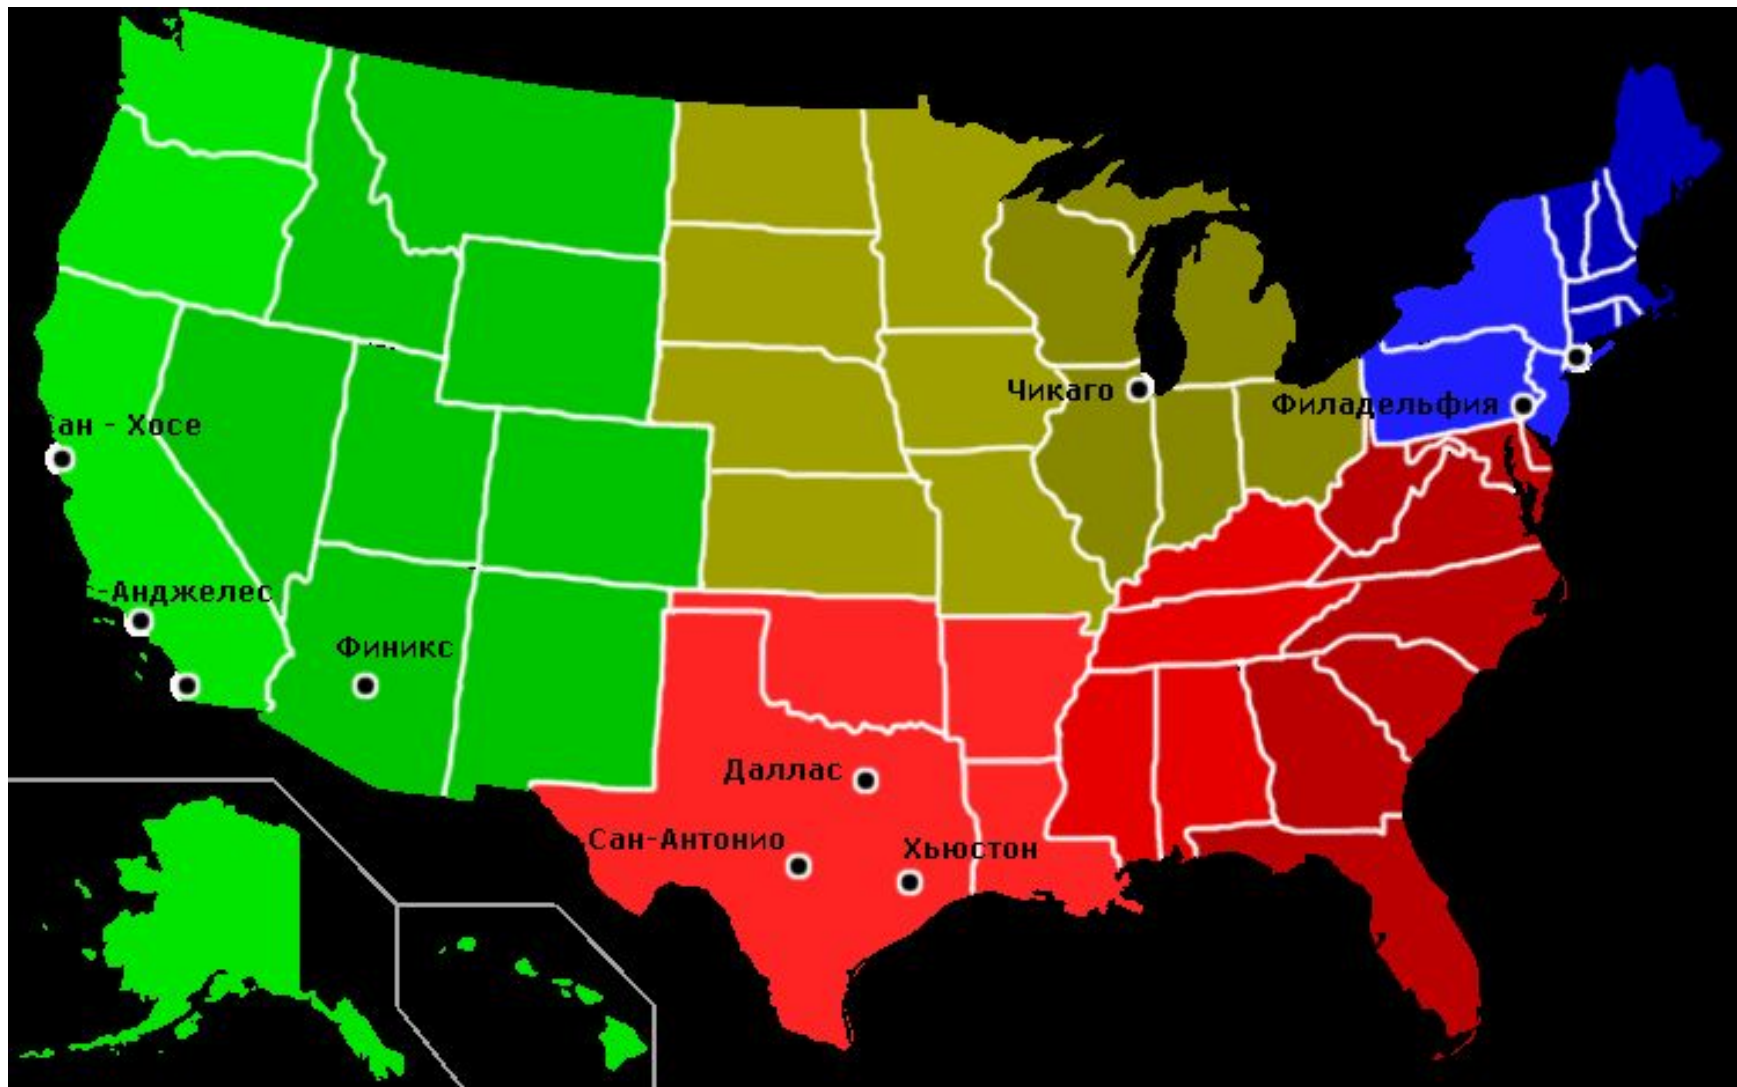 Чикаго
Филадельфия
ан - Хосе
с-Анджелес
Финикс
Даллас
Сан-Антонио
Хьюстон